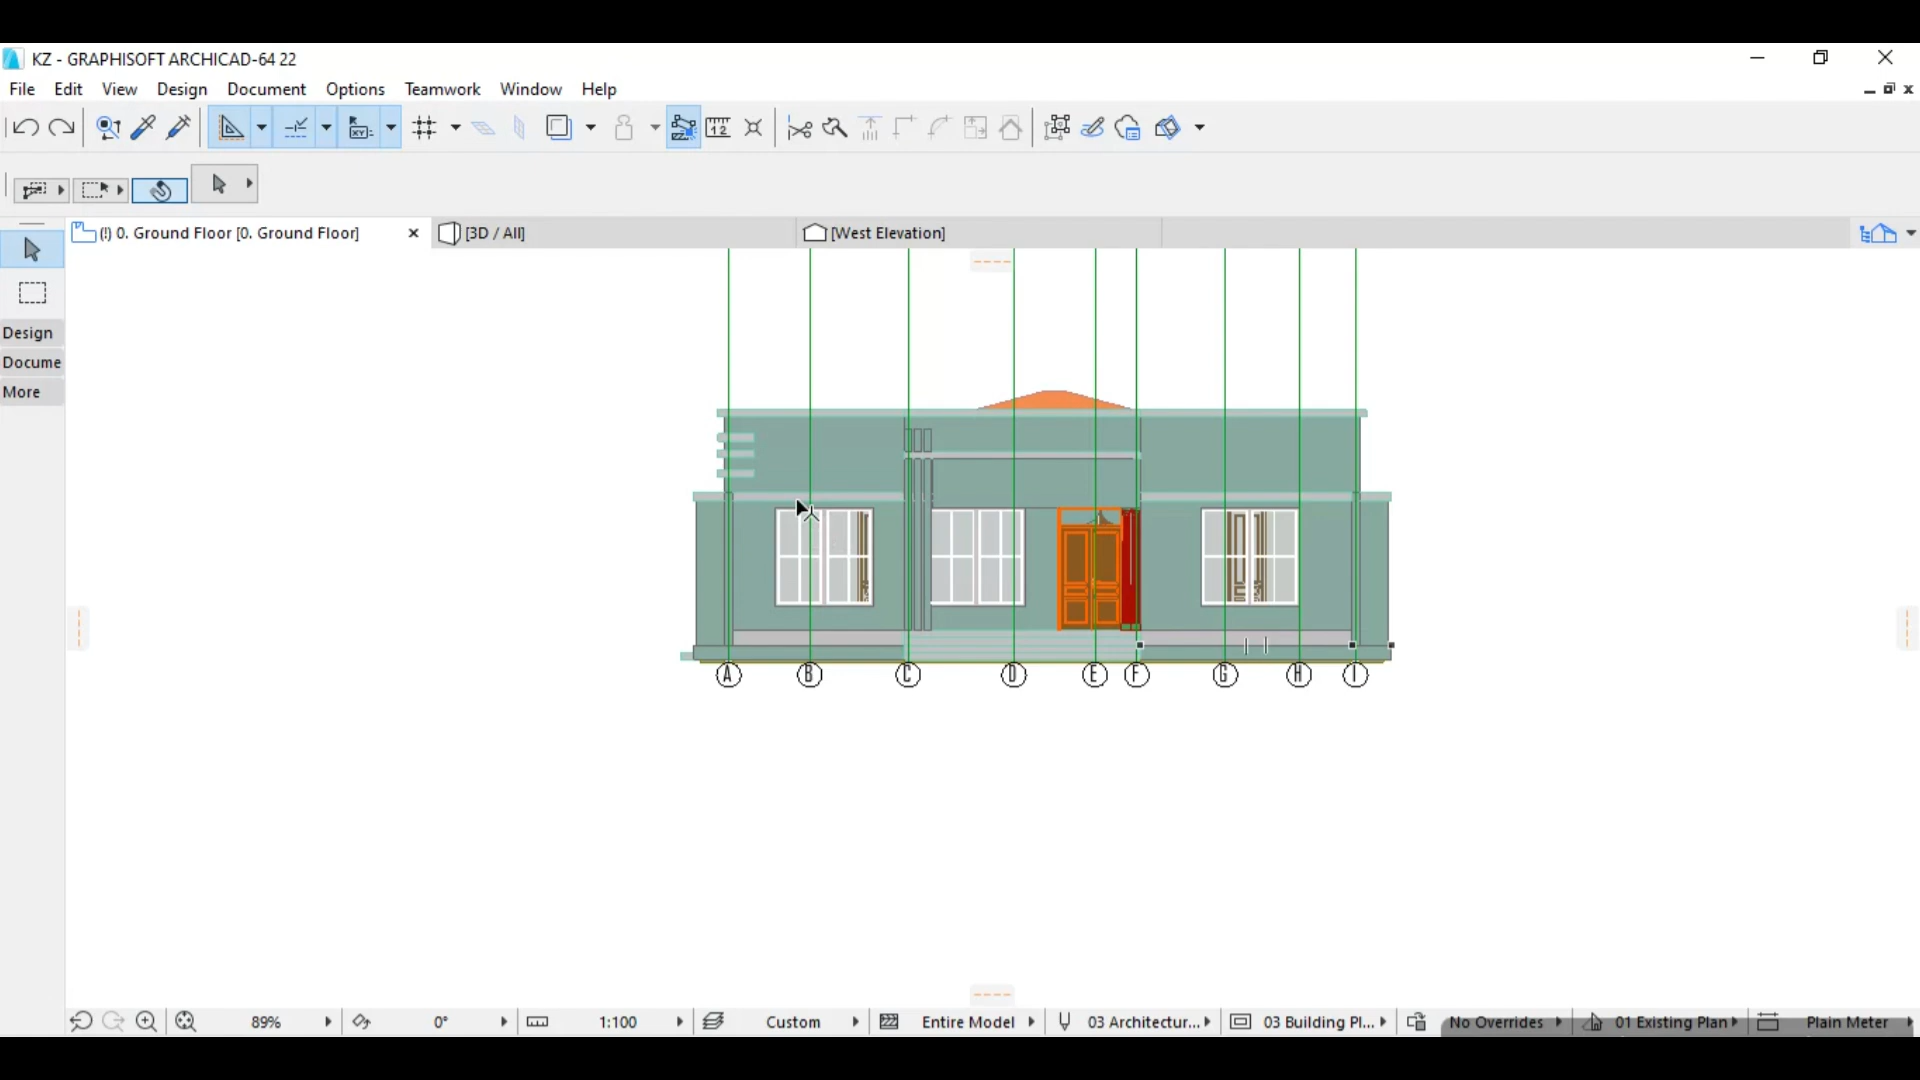 KZ - GRAPHISOFT ARCHICAD-64 22
File Edit View Design Document Options Teamwork Window Help
(!) 0. Ground Floor [0. Ground Floor] [3D / All] [West Elevation]
Design
Docume
More
A B C D E F G H I
89% 0° 1:100 Custom Entire Model 03 Architectur... 03 Building Pl... No Overrides 01 Existing Plan Plain Meter